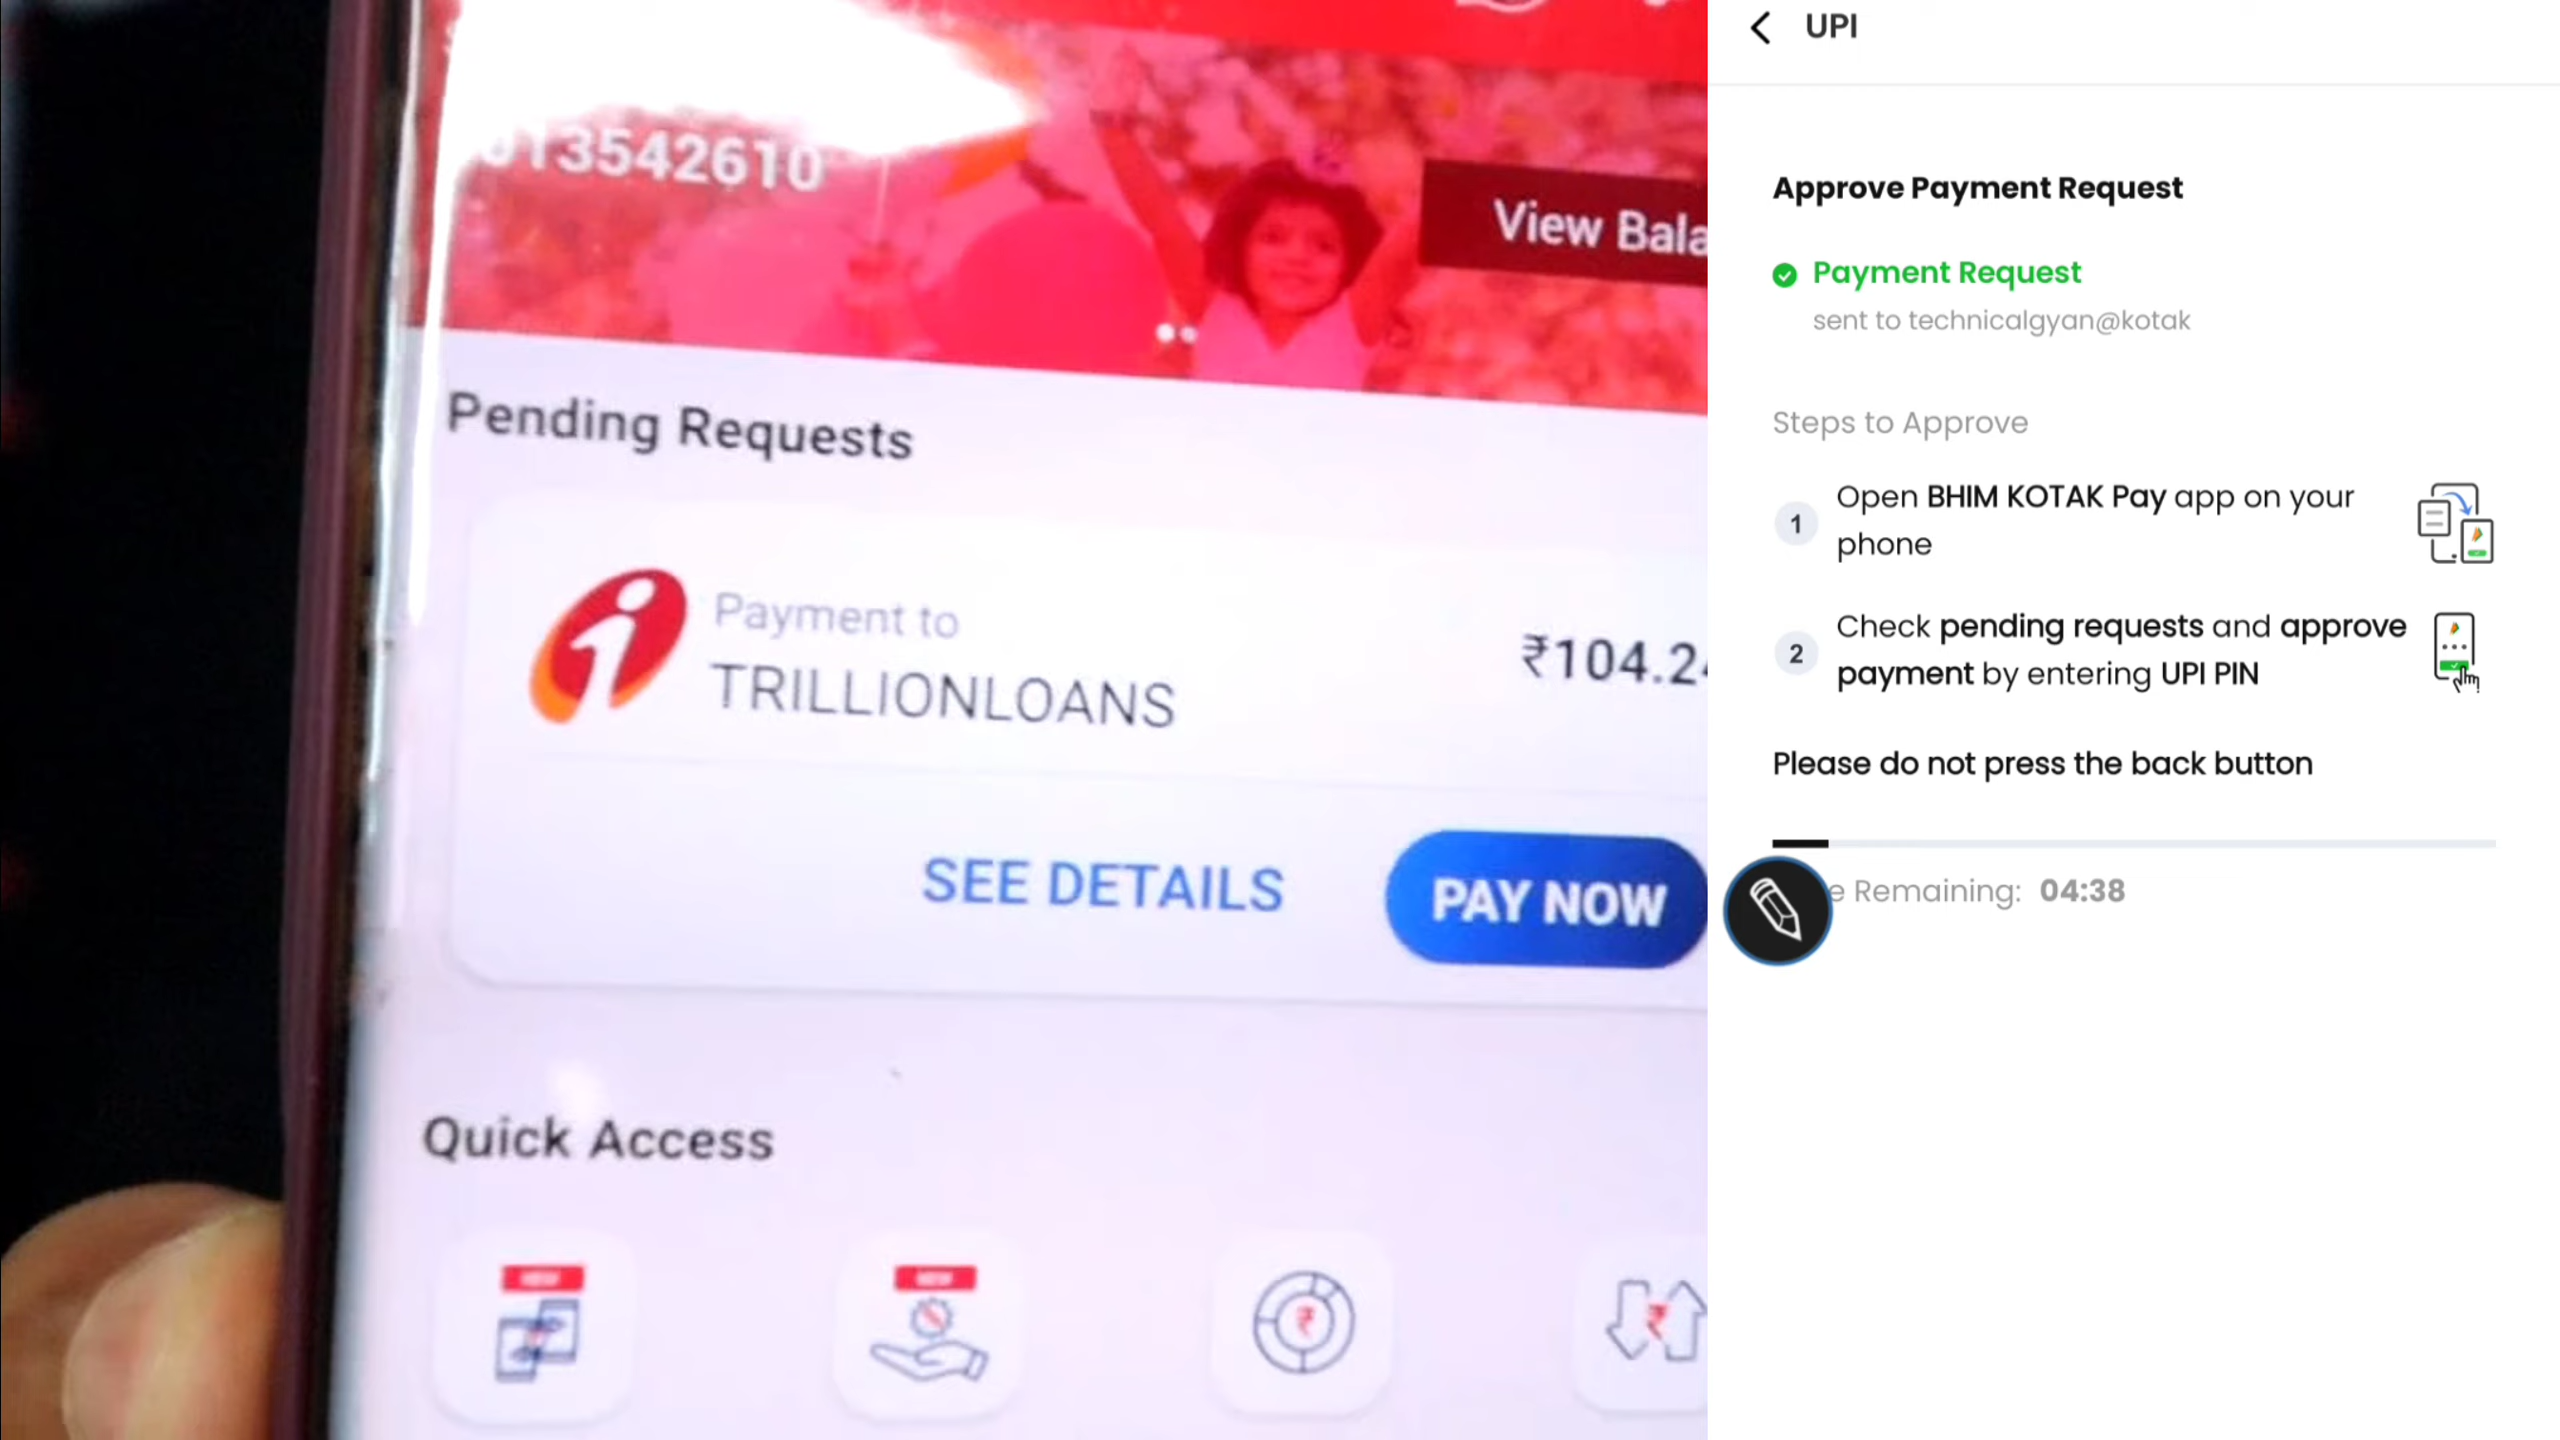 13542610
View Bala
Pending Requests
Payment to
TRILLIONLOANS
₹104.24
SEE DETAILS
PAY NOW
Quick Access
NEW
NEW
UPI
Approve Payment Request
Payment Request
sent to technicalgyan@kotak
Steps to Approve
1
Open BHIM KOTAK Pay app on your
phone
2
Check pending requests and approve
payment by entering UPI PIN
Please do not press the back button
e Remaining: 04:38